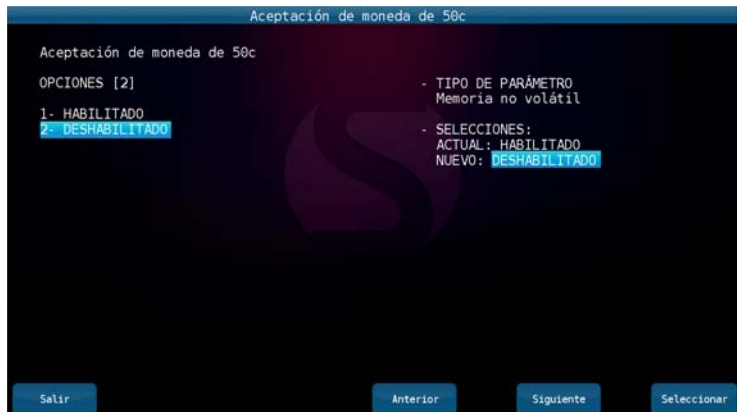 Aceptación de moneda de 50c
Aceptación de moneda de 50c
OPCIONES [2]
1- HABILITADO
2- DESHABILITADO
- TIPO DE PARÁMETRO
Memoria no volátil
- SELECCIONES:
ACTUAL: HABILITADO
NUEVO: DESHABILITADO
Salir
Anterior
Siguiente
Seleccionar